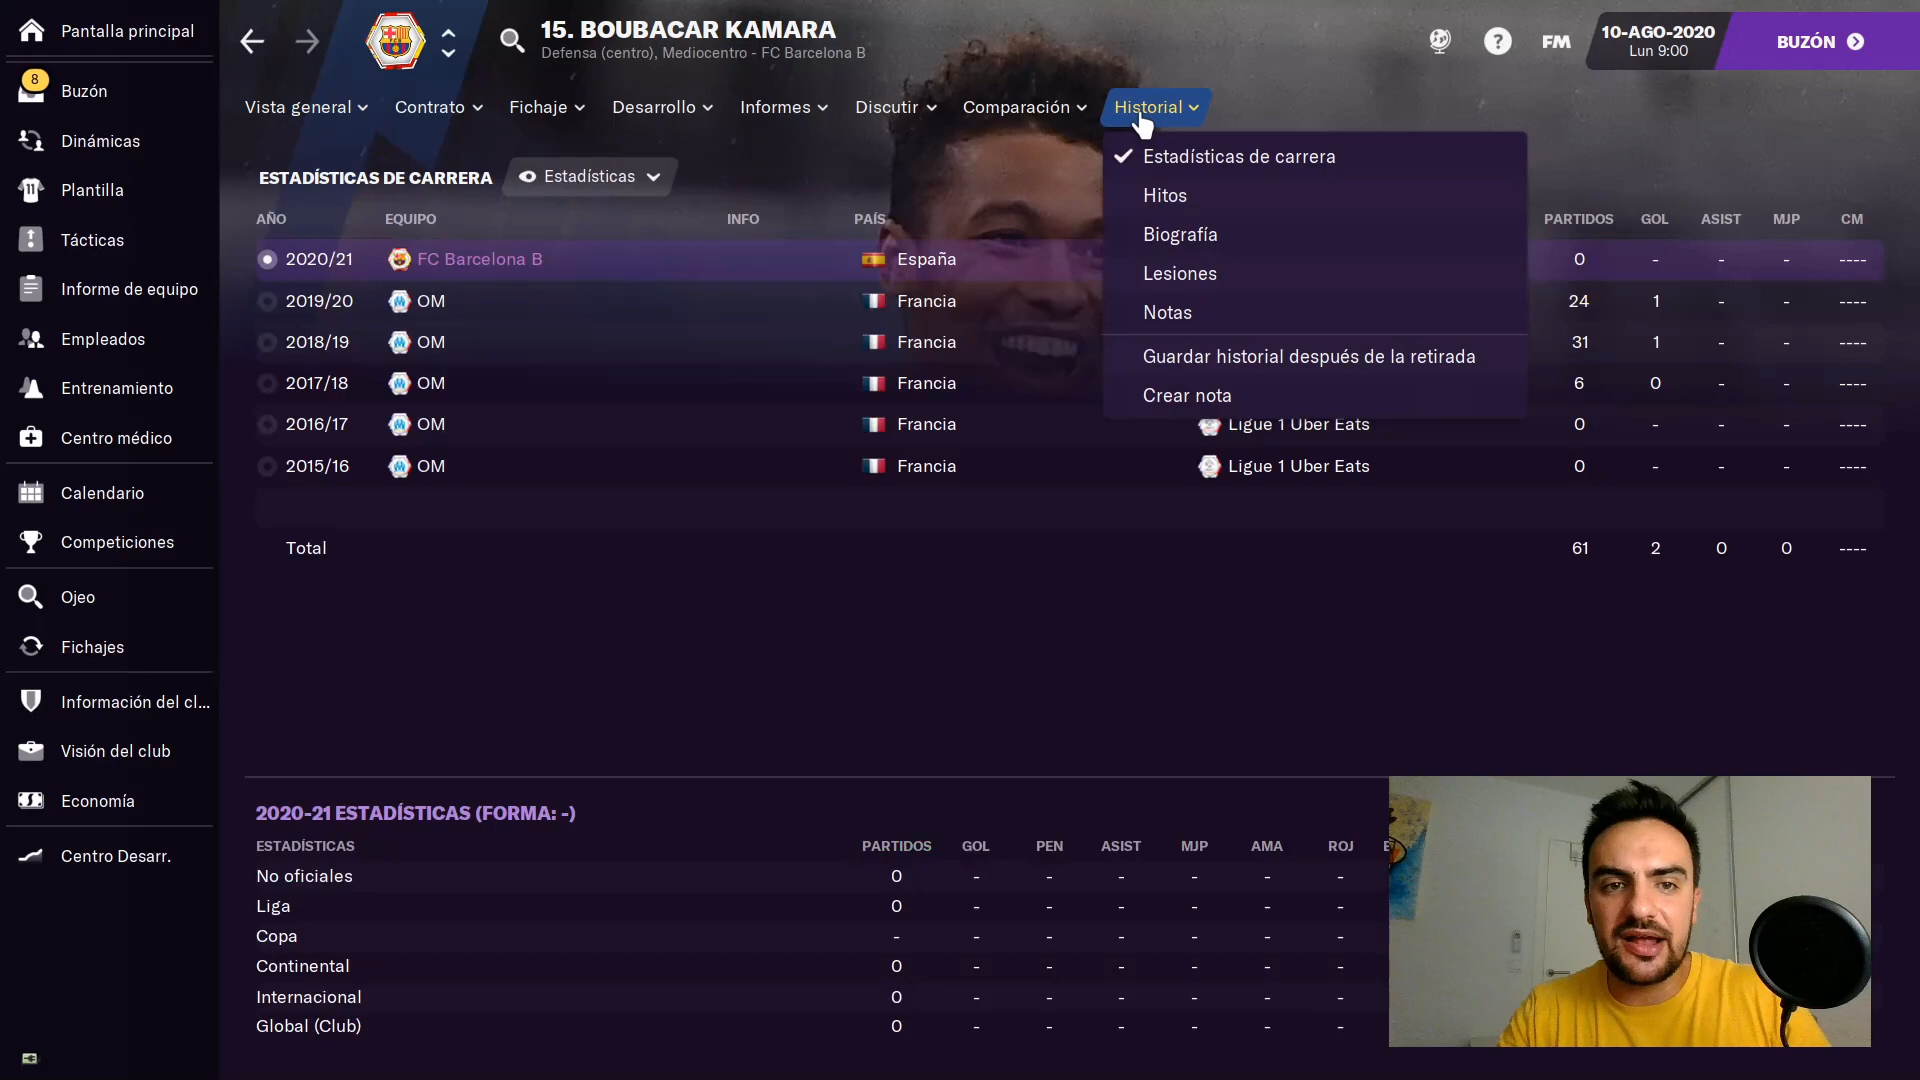 Pantalla principal
15. BOUBACAR KAMARA
Defensa (centro), Mediocentro - FC Barcelona B
?
FM
10-AGO-2020
Lun 9:00
BUZÓN
8
Buzón
Vista general
Contrato
Fichaje
Desarrollo
Informes
Discutir
Comparación
Historial
Dinámicas
Plantilla
Tácticas
Informe de equipo
Empleados
Entrenamiento
Centro médico
Calendario
Competiciones
Ojeo
Fichajes
Información del cl...
Visión del club
Economía
Centro Desarr.
Estadísticas de carrera
Hitos
Biografía
Lesiones
Notas
Guardar historial después de la retirada
Crear nota
ESTADÍSTICAS DE CARRERA Estadísticas
AÑO EQUIPO INFO PAÍS PARTIDOS GOL ASIST MJP CM
2020/21 FC Barcelona B España 0 - - - ----
2019/20 OM Francia 24 1 - - ----
2018/19 OM Francia 31 1 - - ----
2017/18 OM Francia 6 0 - - ----
2016/17 OM Francia Ligue 1 Uber Eats 0 - - - ----
2015/16 OM Francia Ligue 1 Uber Eats 0 - - - ----
Total 61 2 0 0 ----
2020-21 ESTADÍSTICAS (FORMA: -)
ESTADÍSTICAS PARTIDOS GOL PEN ASIST MJP AMA ROJ
No oficiales 0 - - - - - -
Liga 0 - - - - - -
Copa - - - - - - -
Continental 0 - - - - - -
Internacional 0 - - - - - -
Global (Club) 0 - - - - - -